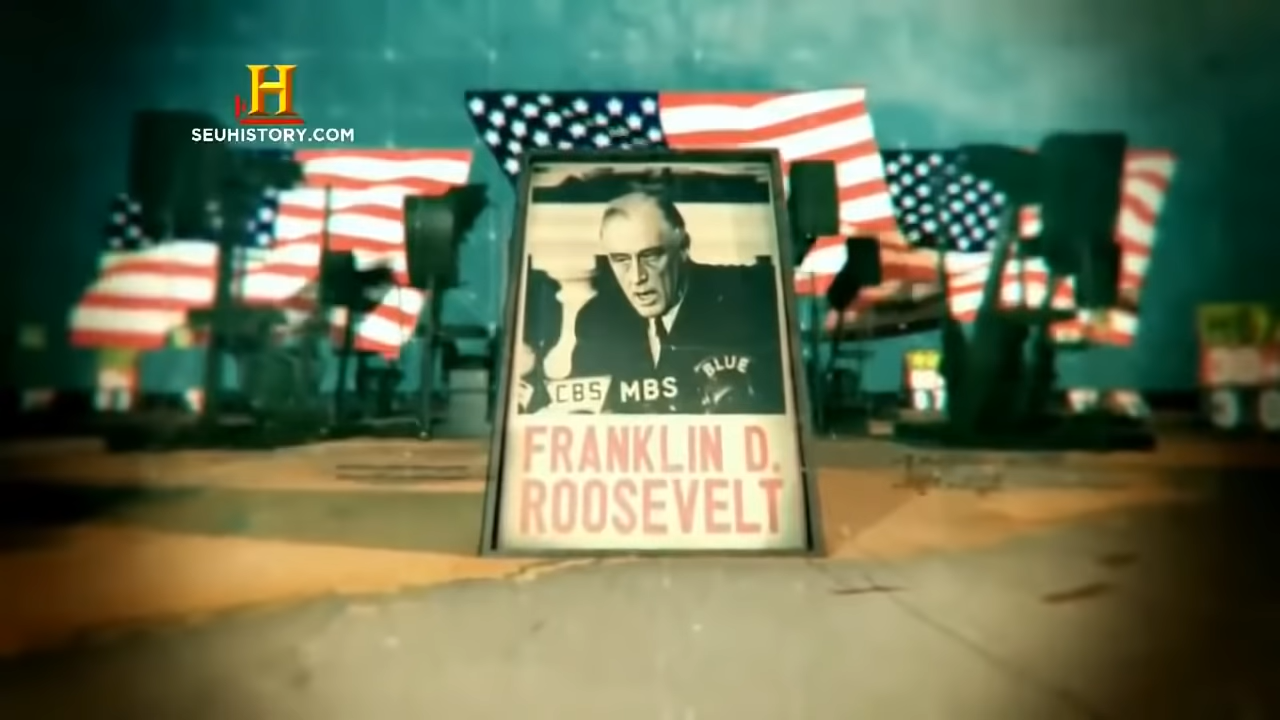 H
SEUHISTORY.COM
CBS MBS BLUE
FRANKLIN D.
ROOSEVELT